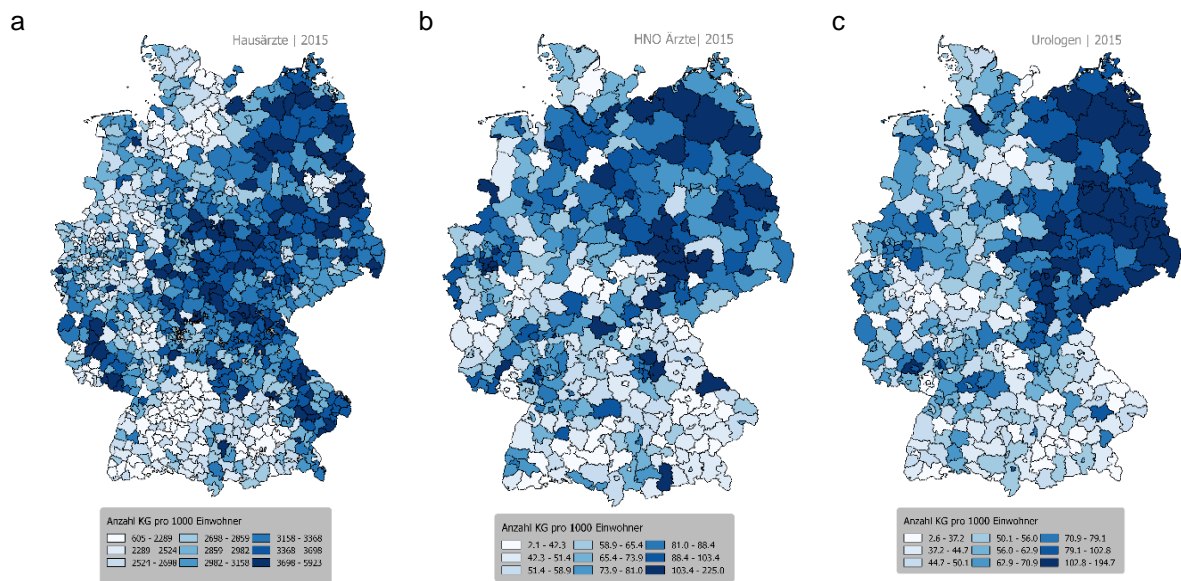 a
Hausärzte | 2015
b
HNO Ärzte| 2015
c
Urologen | 2015
Anzahl KG pro 1000 Einwohner
605 - 2289 2698 - 2859 3158 - 3368
2289 2524 2859 - 2982 3368 3698
2524 - 2698 2982 - 3158 3698 - 5923
Anzahl KG pro 1000 Einwohner
2.1 - 42.3 58.9 - 65.4 81.0 - 88.4
42.3 - 51.4 65.4 - 73.9 88.4 - 103.4
51.4 - 58.9 73.9 - 81.0 103.4 - 225.0
Anzahl KG pro 1000 Einwohner
2.6 - 37.2 50.1 - 56.0 70.9 - 79.1
37.2 - 44.7 56.0 - 62.9 79.1 - 102.8
44.7 - 50.1 62.9 - 70.9 102.8 - 194.7